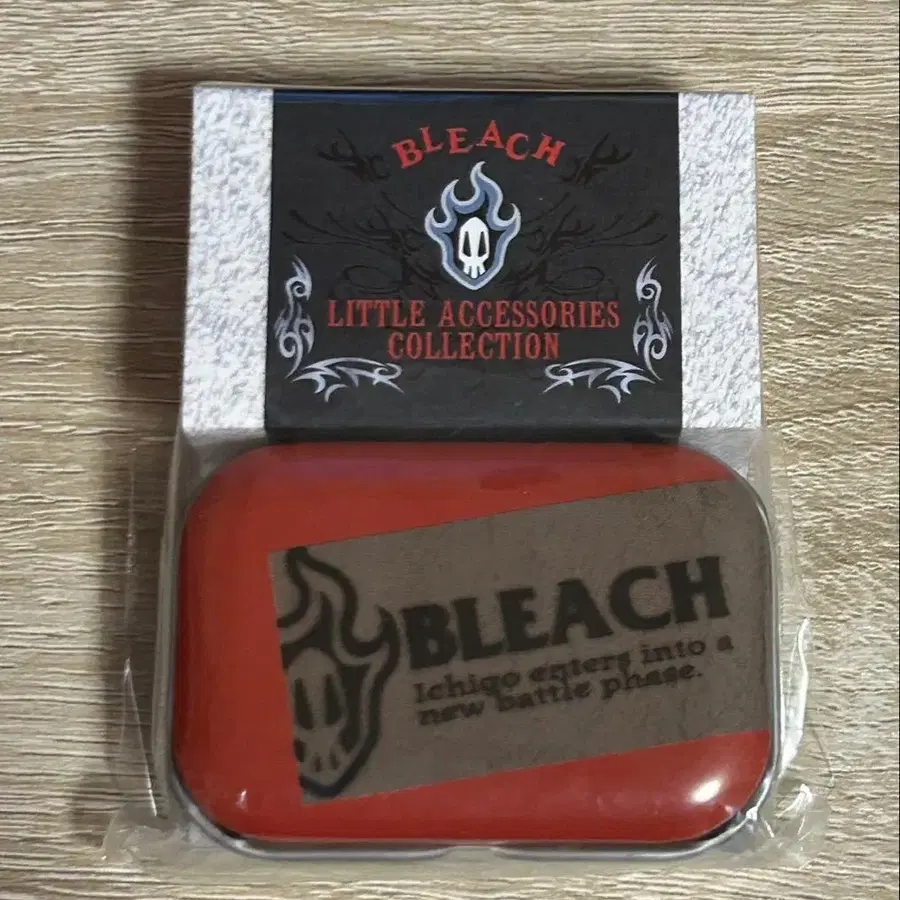 BLEACH
LITTLE ACCESSORIES
COLLECTION
BLEACH
Ichigo enters into a
new battle phase.